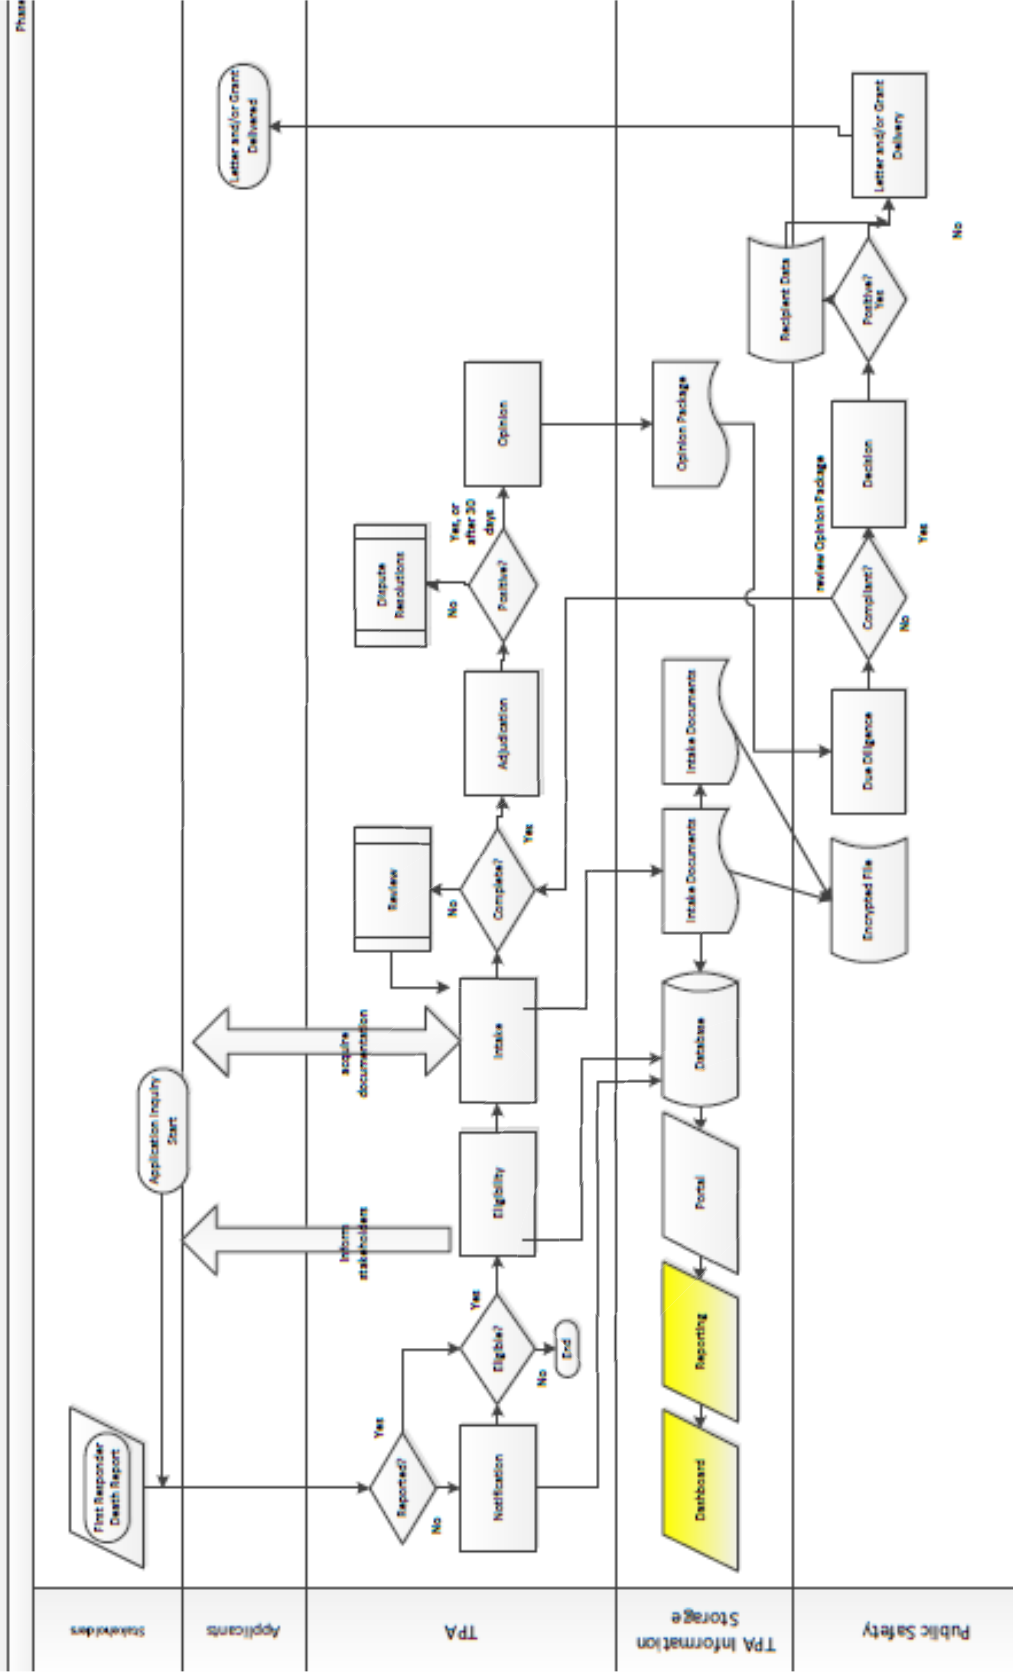 Phase
Stakeholders
First Responder
Death Report
Applicants
Application Inquiry
Start
Letter and/or Grant
Delivered
TPA
Reported?
Yes
No
Notification
Eligible?
Yes
No
End
Inform
stakeholders
Eligibility
acquire
documentation
Intake
Review
No
Complete?
Yes
Adjudication
Dispute
Resolutions
No
Positive?
Yes, or
after 30
days
Opinion
TPA Information
Storage
Dashboard
Reporting
Portal
Database
Intake Documents
Intake Documents
Opinion Package
Recipient Data
Public Safety
Encrypted File
Due Diligence
Compliant?
No
Yes
review Opinion Package
Decision
Positive?
Yes
No
Letter and/or Grant
Delivery